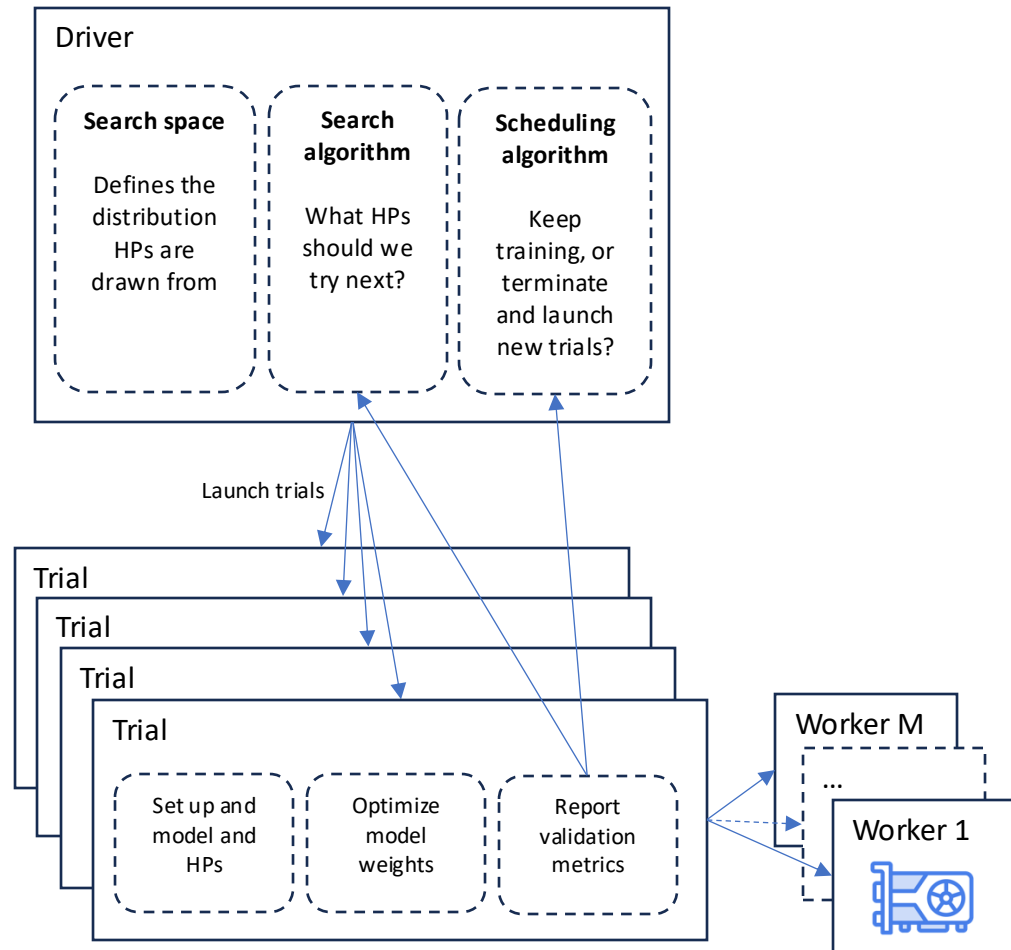 Driver
Search space
Defines the
distribution
HPs are
drawn from
Search
algorithm
What HPs
should we
try next?
Scheduling
algorithm
Keep
training, or
terminate
and launch
new trials?
Launch trials
Trial
Trial
Trial
Trial
Set up and
model and
HPs
Optimize
model
weights
Report
validation
metrics
Worker M
...
Worker 1